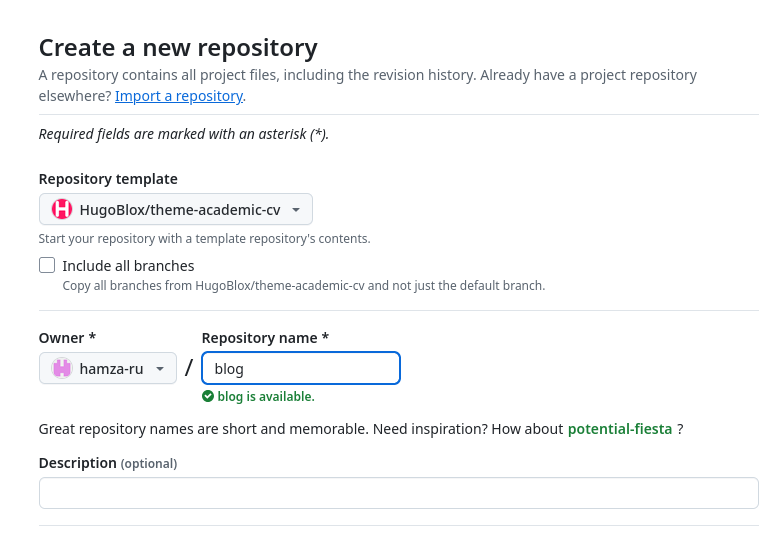 Create a new repository
A repository contains all project files, including the revision history. Already have a project repository
elsewhere? Import a repository.
Required fields are marked with an asterisk (*).
Repository template
HugoBlox/theme-academic-cv
Start your repository with a template repository's contents.
Include all branches
Copy all branches from HugoBlox/theme-academic-cv and not just the default branch.
Owner * Repository name *
hamza-ru / blog
blog is available.
Great repository names are short and memorable. Need inspiration? How about potential-fiesta ?
Description (optional)